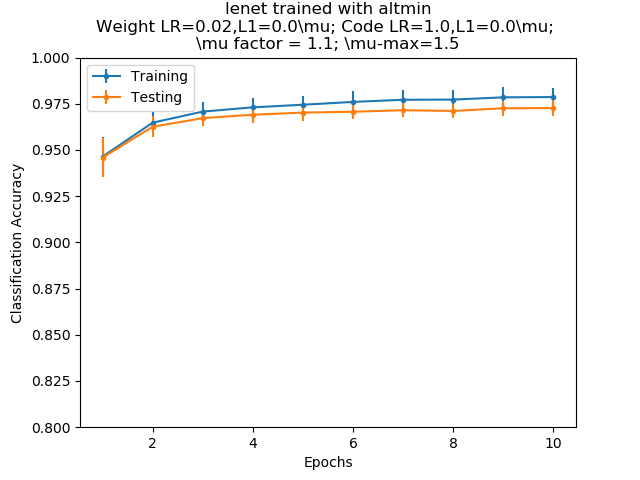 lenet trained with altmin
Weight LR=0.02,L1=0.0\mu; Code LR=1.0,L1=0.0\mu;
\mu factor = 1.1; \mu-max=1.5
Training
Testing
1.000
0.975
0.950
0.925
0.900
0.875
0.850
0.825
0.800
Classification Accuracy
2 4 6 8 10
Epochs